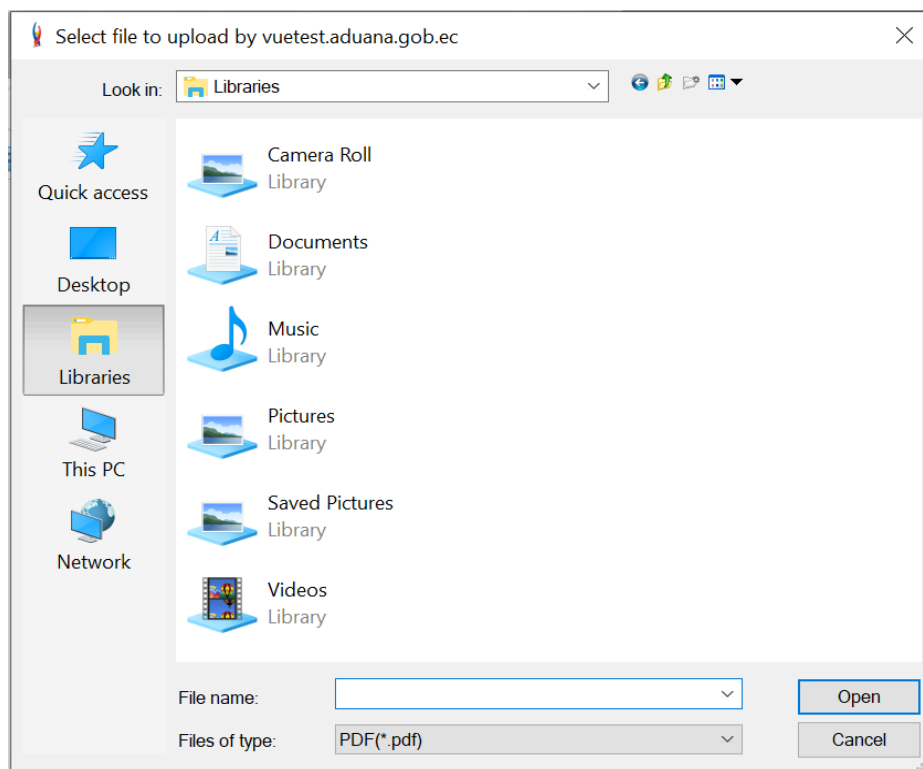 Select file to upload by vuetest.aduana.gob.ec
Look in: Libraries
Quick access
Desktop
Libraries
This PC
Network
Camera Roll
Library
Documents
Library
Music
Library
Pictures
Library
Saved Pictures
Library
Videos
Library
File name: Open
Files of type: PDF(*.pdf) Cancel